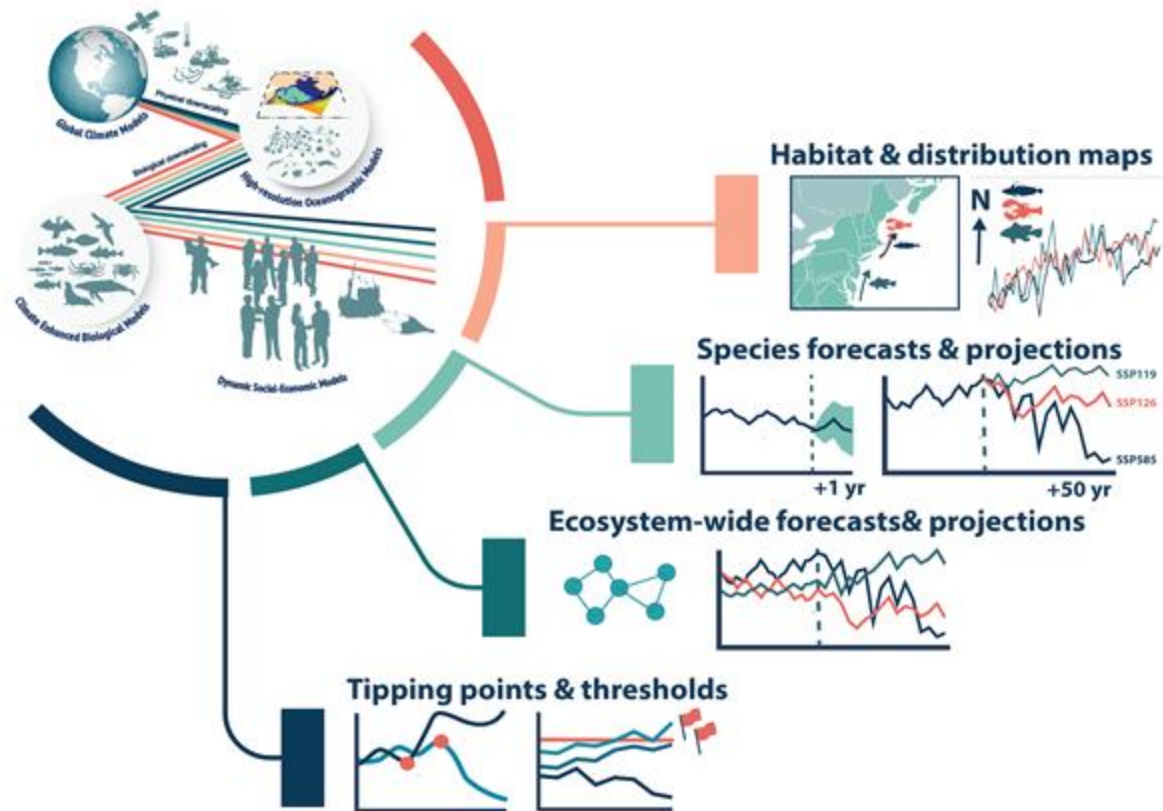 Global Climate Models
Physical downscaling
High-resolution Oceanographic Models
Biological downscaling
Climate Enhanced Biological Models
Dynamic Social-Economic Models
Habitat & distribution maps
N
Species forecasts & projections
SSP119
SSP126
SSP585
+1 yr
+50 yr
Ecosystem-wide forecasts& projections
Tipping points & thresholds